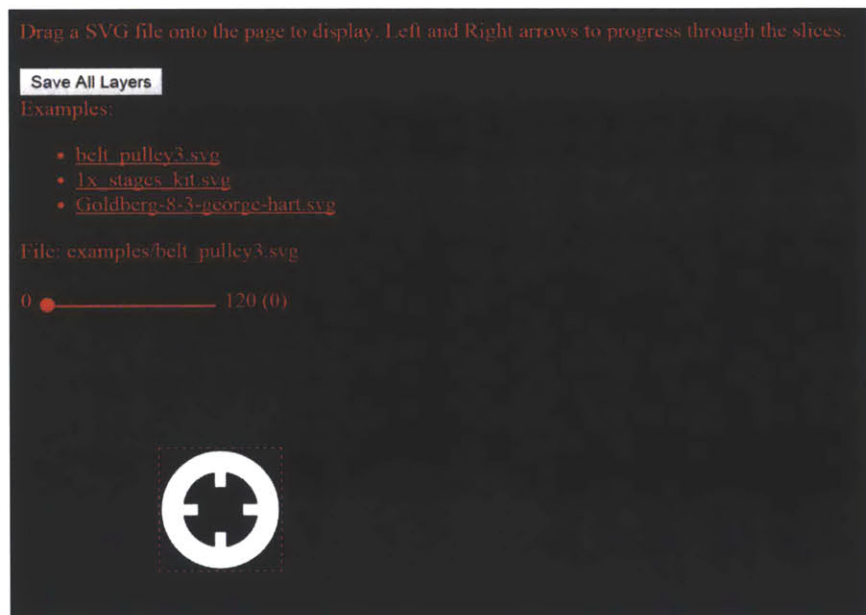 Drag a SVG file onto the page to display. Left and Right arrows to progress through the slices.
Save All Layers
Examples:
• belt_pulley3.svg
• 1x_stages_kit.svg
• Goldberg-8-3-george-hart.svg
File: examples/belt_pulley3.svg
0 120 (0)